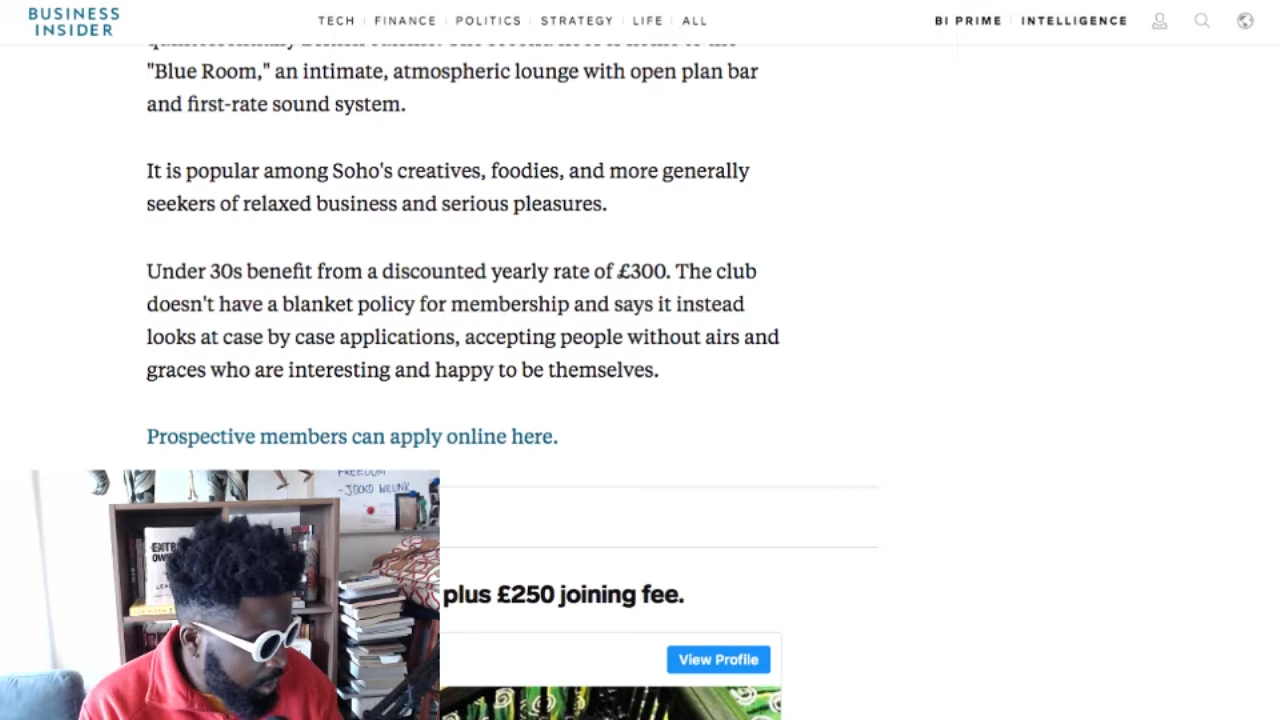 BUSINESS
INSIDER
TECH FINANCE POLITICS STRATEGY LIFE ALL
BI PRIME INTELLIGENCE
"Blue Room," an intimate, atmospheric lounge with open plan bar
and first-rate sound system.
It is popular among Soho's creatives, foodies, and more generally
seekers of relaxed business and serious pleasures.
Under 30s benefit from a discounted yearly rate of £300. The club
doesn't have a blanket policy for membership and says it instead
looks at case by case applications, accepting people without airs and
graces who are interesting and happy to be themselves.
Prospective members can apply online here.
FREEDOM
- JOCKO WILLINK
plus £250 joining fee.
View Profile